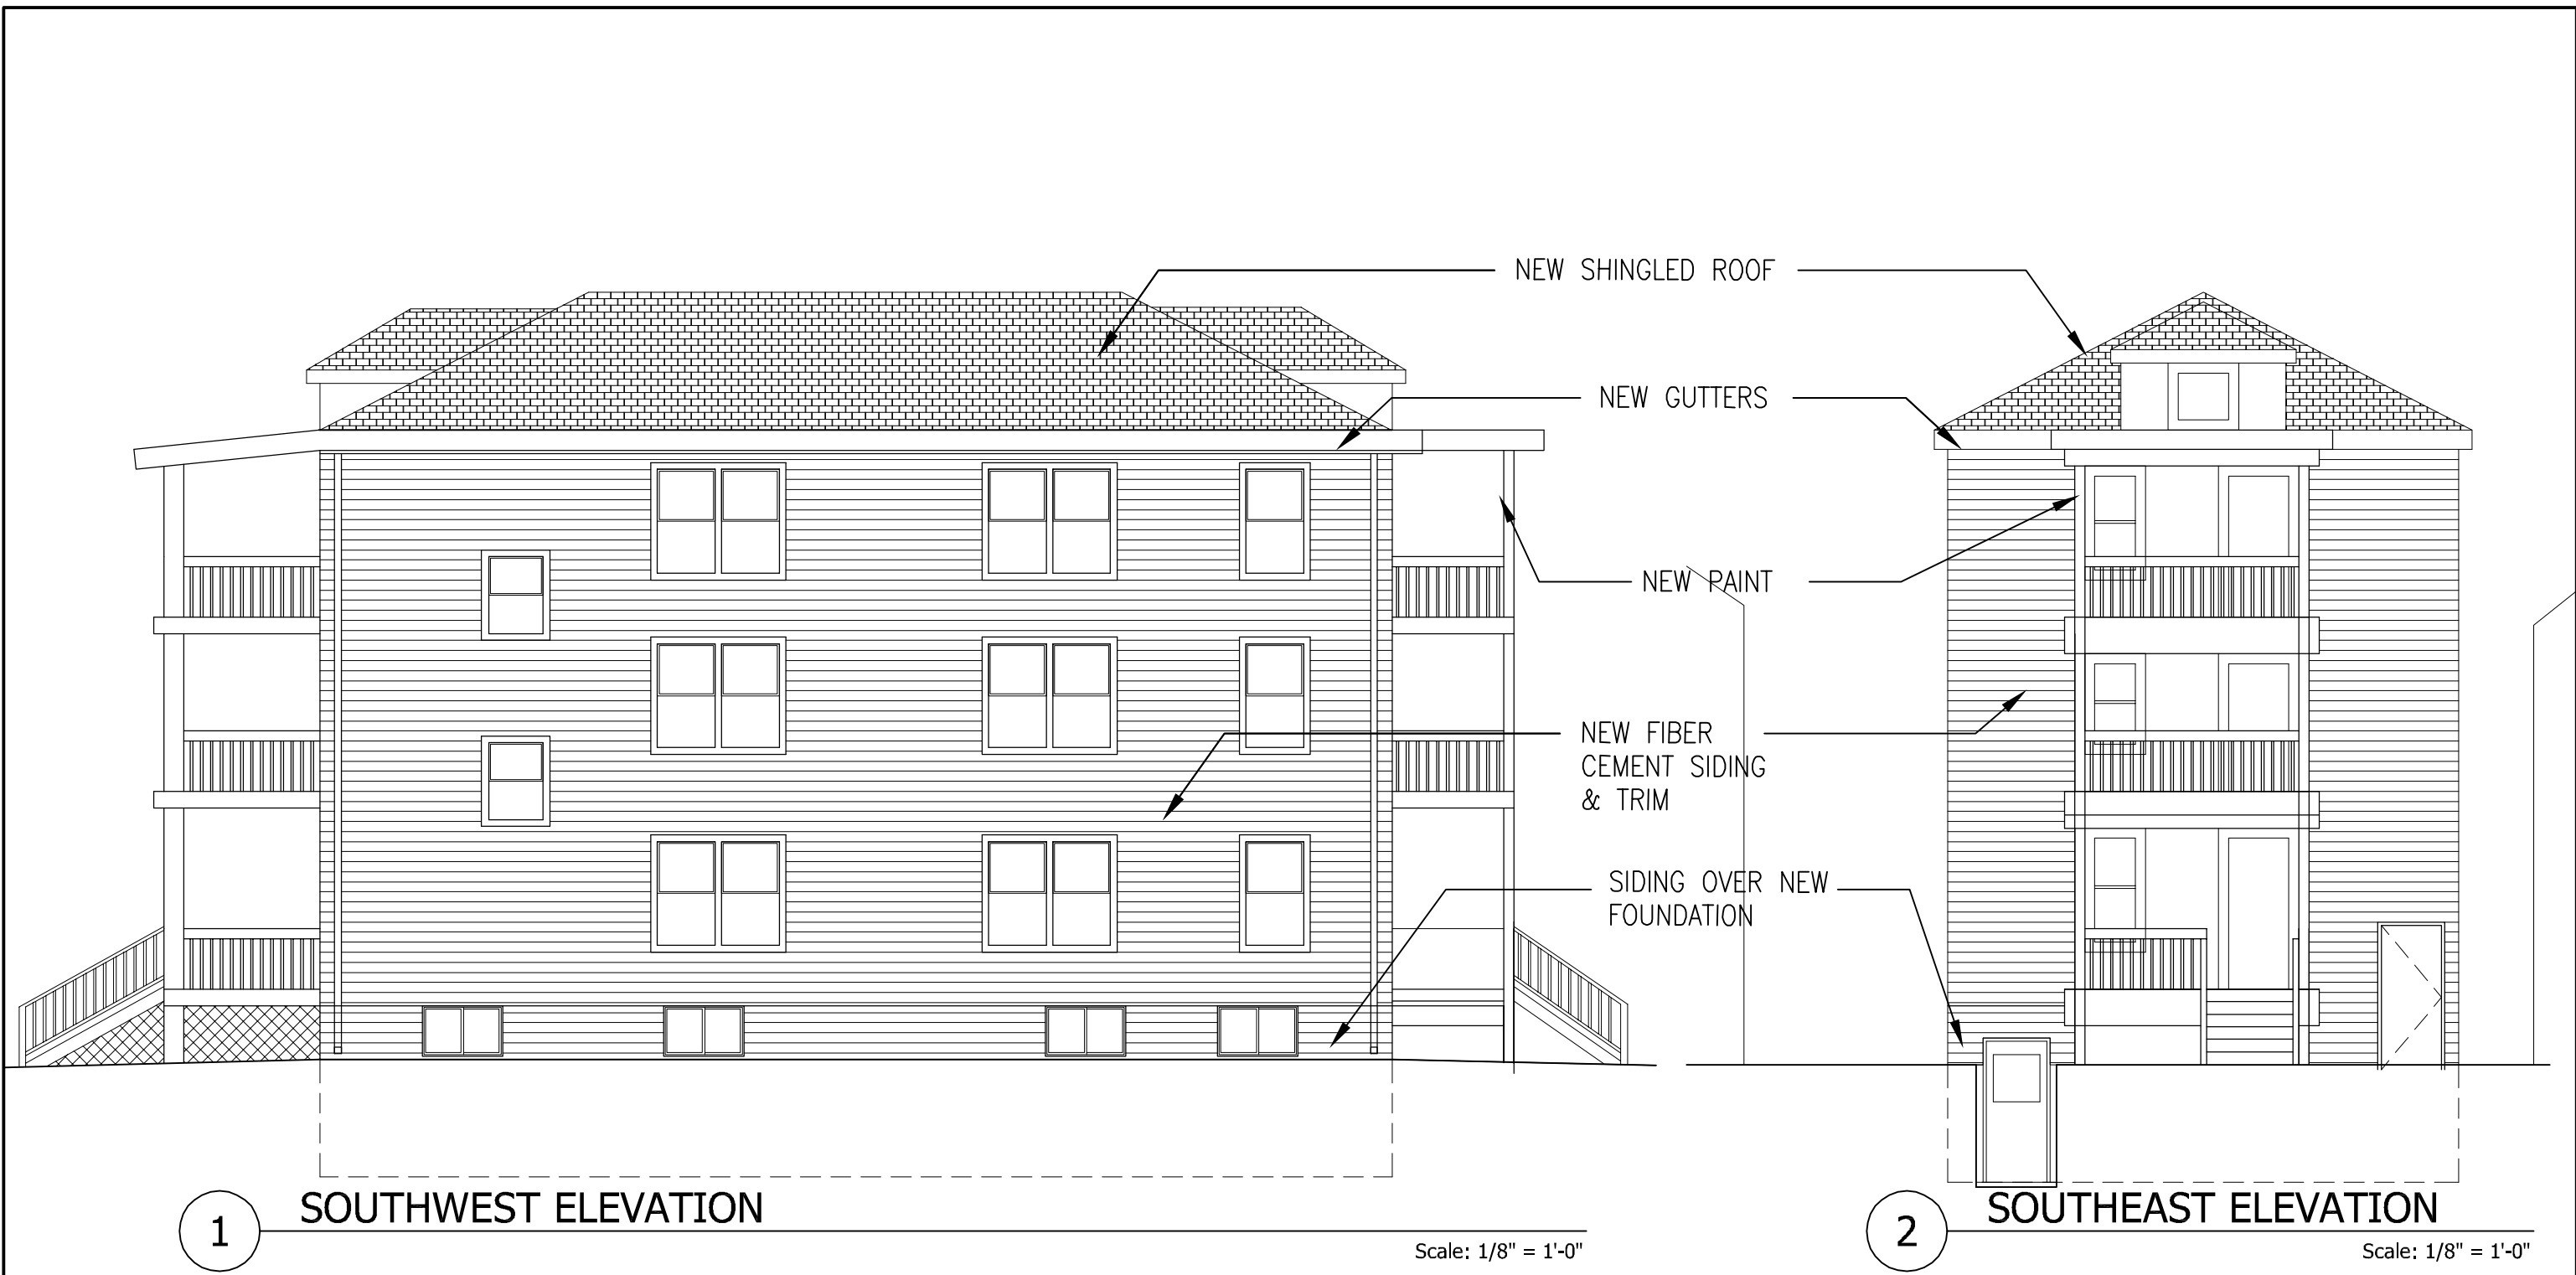 NEW SHINGLED ROOF
NEW GUTTERS
NEW PAINT
NEW FIBER
CEMENT SIDING
& TRIM
SIDING OVER NEW
FOUNDATION
1
SOUTHWEST ELEVATION
Scale: 1/8" = 1'-0"
2
SOUTHEAST ELEVATION
Scale: 1/8" = 1'-0"